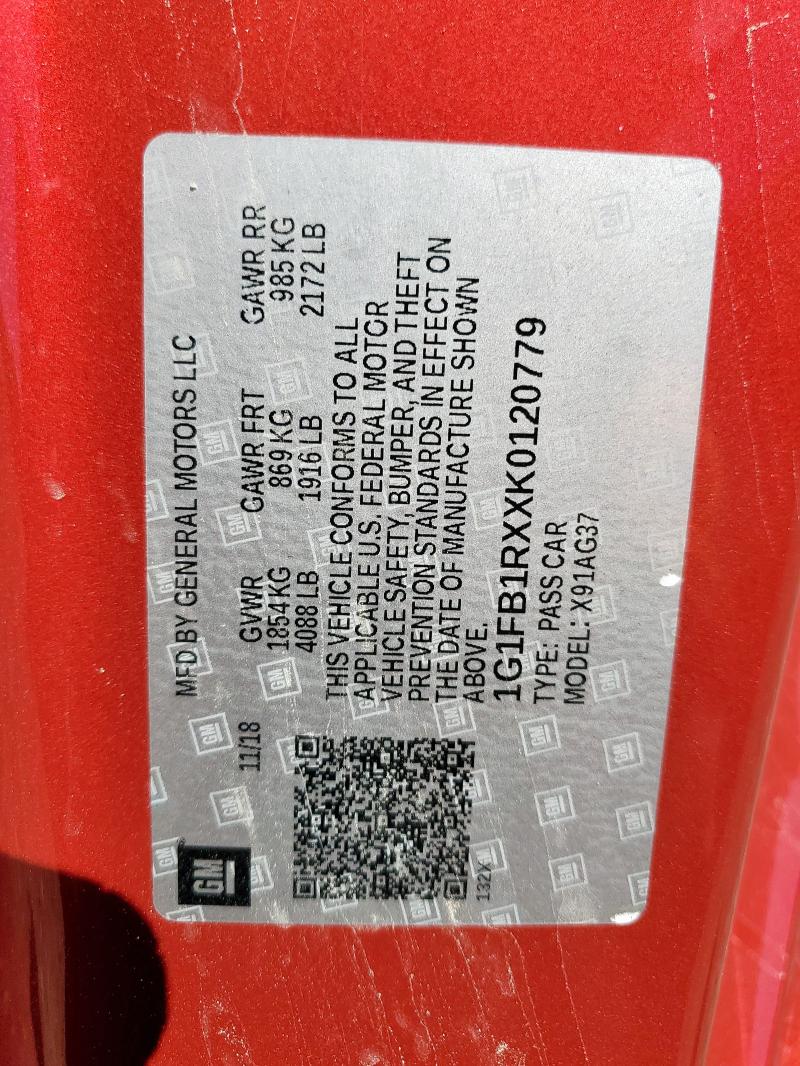 GM
MFD BY GENERAL MOTORS LLC
11/18
GVWR GAWR FRT GAWR RR
1854 KG 869 KG 985 KG
4088 LB 1916 LB 2172 LB
THIS VEHICLE CONFORMS TO ALL
APPLICABLE U.S. FEDERAL MOTOR
VEHICLE SAFETY, BUMPER, AND THEFT
PREVENTION STANDARDS IN EFFECT ON
THE DATE OF MANUFACTURE SHOWN
ABOVE.
1G1FB1RXXK0120779
TYPE: PASS CAR
MODEL: X91AG37